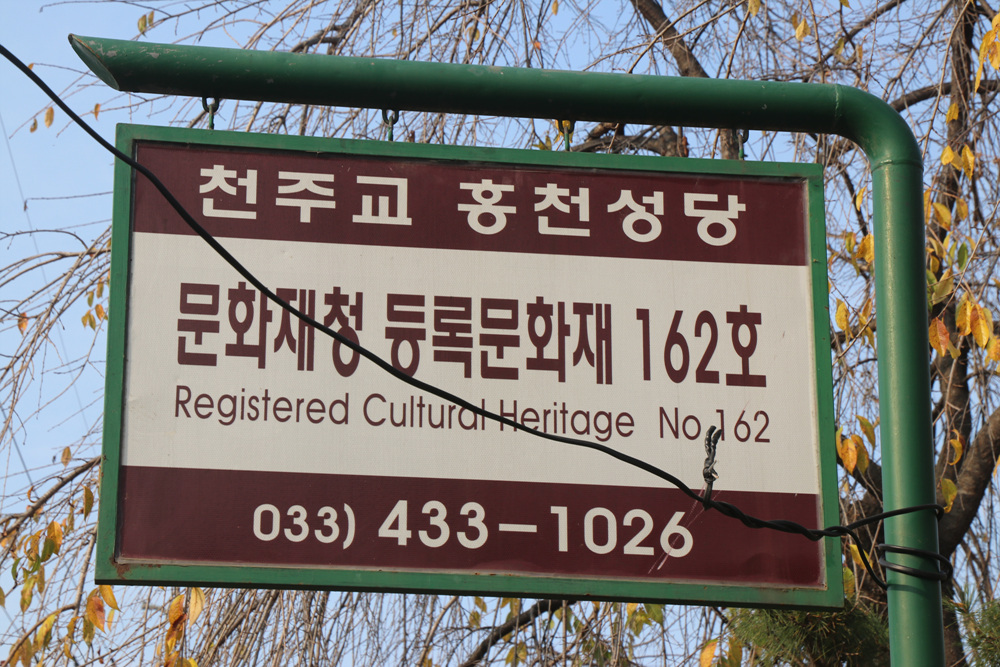 천주교 홍천성당
문화재청 등록문화재 162호
Registered Cultural Heritage No.162
033) 433-1026